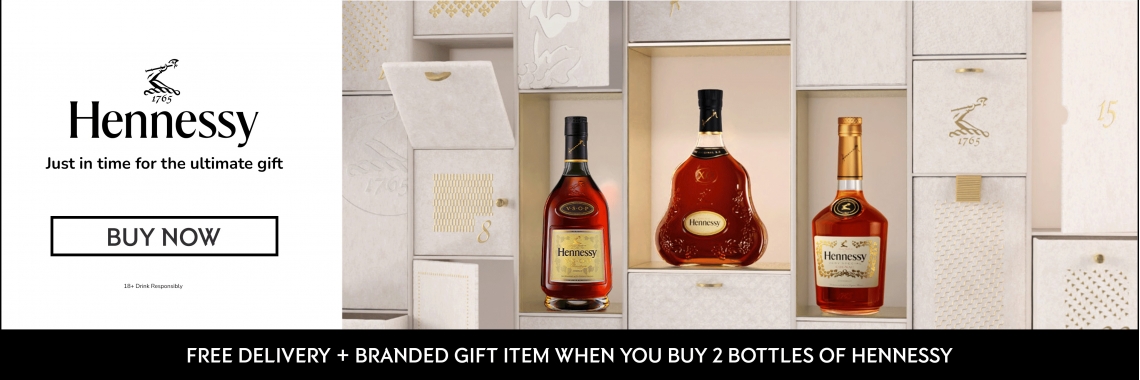 1765
Hennessy
Just in time for the ultimate gift
BUY NOW
18+ Drink Responsibly
1765
8
V.S.O.P
Hennessy
XO
Hennessy
Hennessy
1765
15
FREE DELIVERY + BRANDED GIFT ITEM WHEN YOU BUY 2 BOTTLES OF HENNESSY